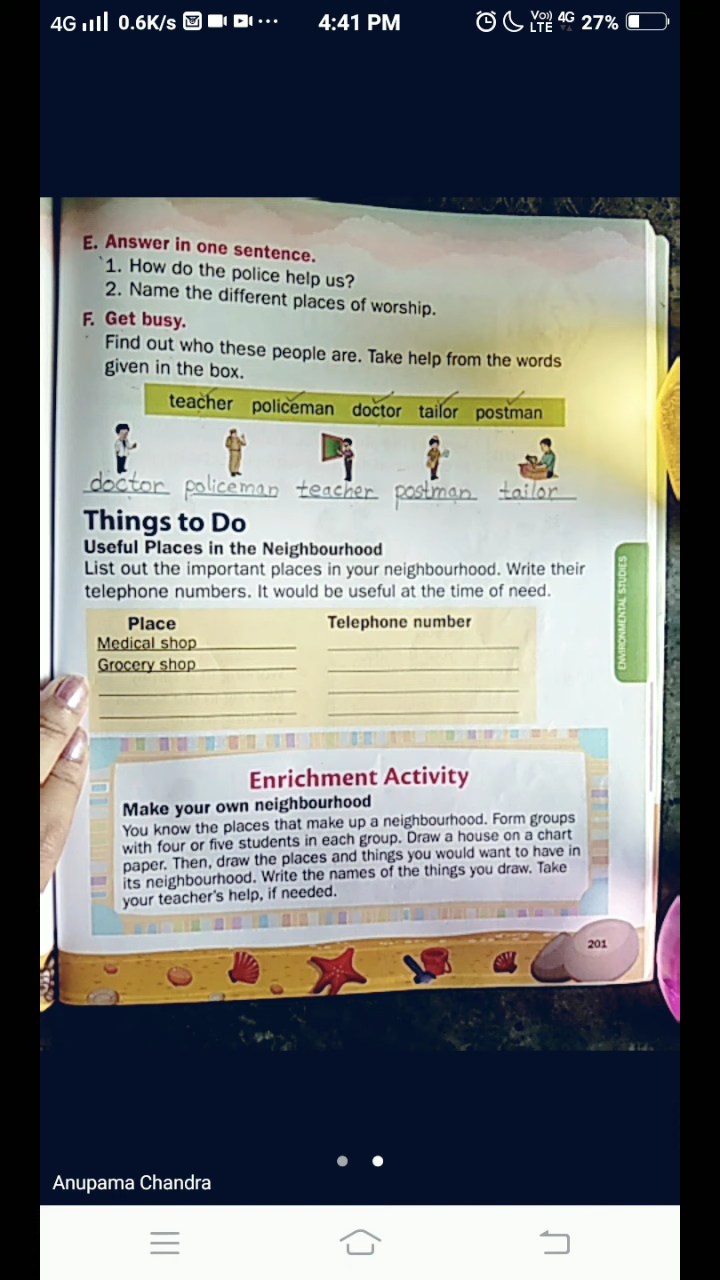 4G 0.6K/s ... 4:41 PM Vo) LTE 4G 27%
E. Answer in one sentence.
1. How do the police help us?
2. Name the different places of worship.
F. Get busy.
Find out who these people are. Take help from the words
given in the box.
teacher policeman doctor tailor postman
doctor policeman teacher postman tailor
Things to Do
Useful Places in the Neighbourhood
List out the important places in your neighbourhood. Write their
telephone numbers. It would be useful at the time of need.
ENVIRONMENTAL STUDIES
Place Telephone number
Medical shop
Grocery shop
Enrichment Activity
Make your own neighbourhood
You know the places that make up a neighbourhood. Form groups
with four or five students in each group. Draw a house on a chart
paper. Then, draw the places and things you would want to have in
its neighbourhood. Write the names of the things you draw. Take
your teacher's help, if needed.
201
Anupama Chandra